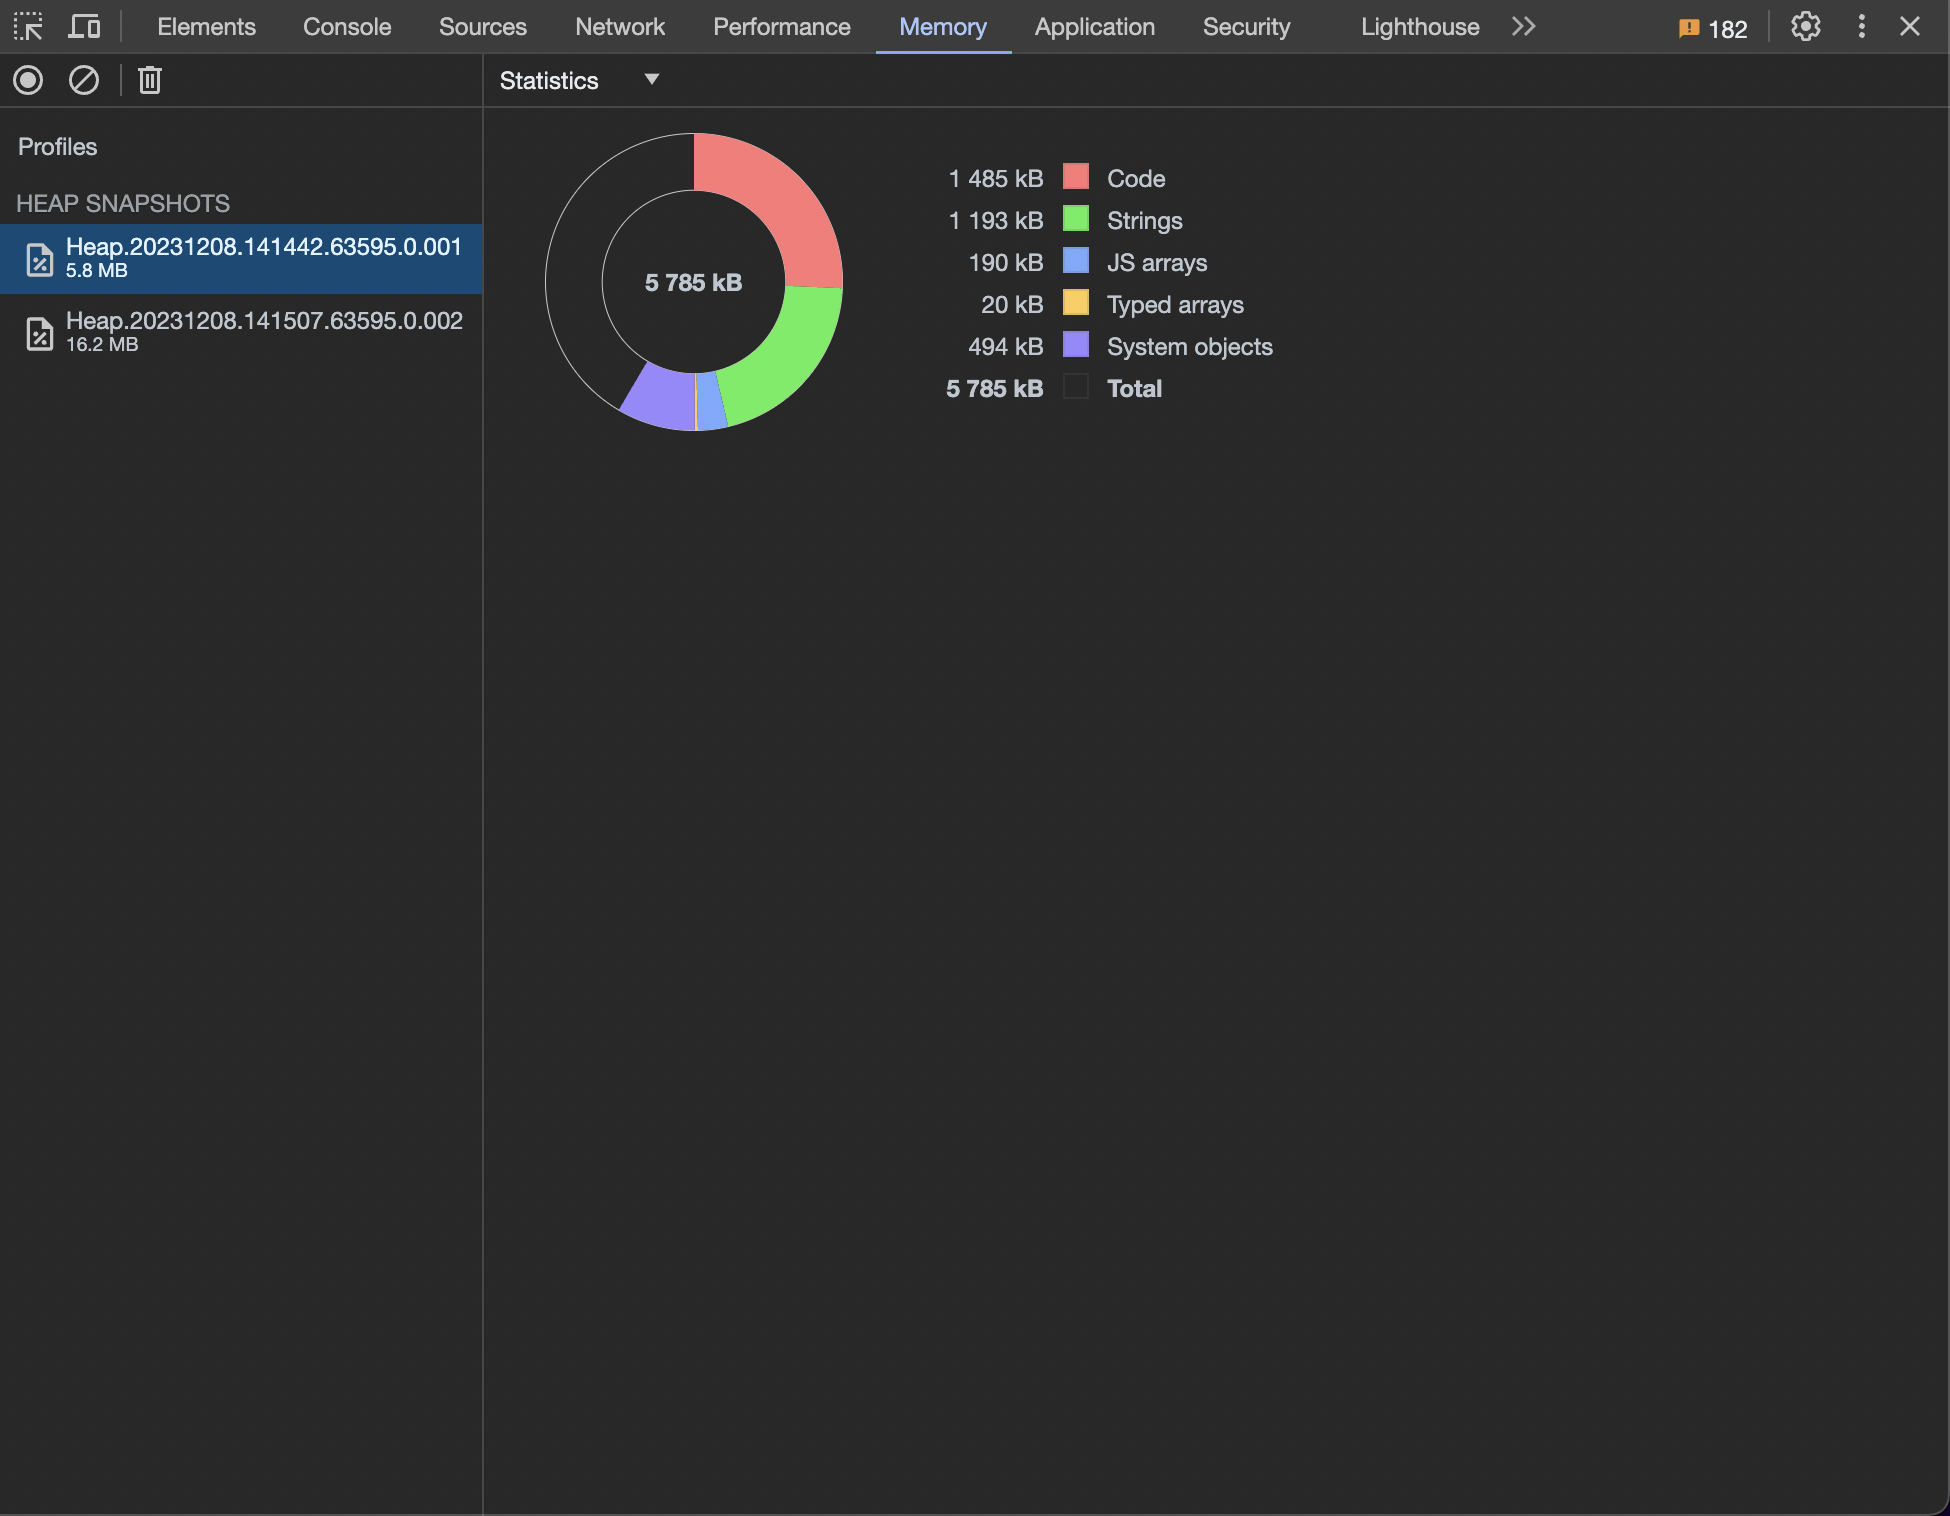 Elements Console Sources Network Performance Memory Application Security Lighthouse 182
Statistics
Profiles
HEAP SNAPSHOTS
Heap.20231208.141442.63595.0.001
5.8 MB
Heap.20231208.141507.63595.0.002
16.2 MB
5 785 kB
1 485 kB Code
1 193 kB Strings
190 kB JS arrays
20 kB Typed arrays
494 kB System objects
5 785 kB Total